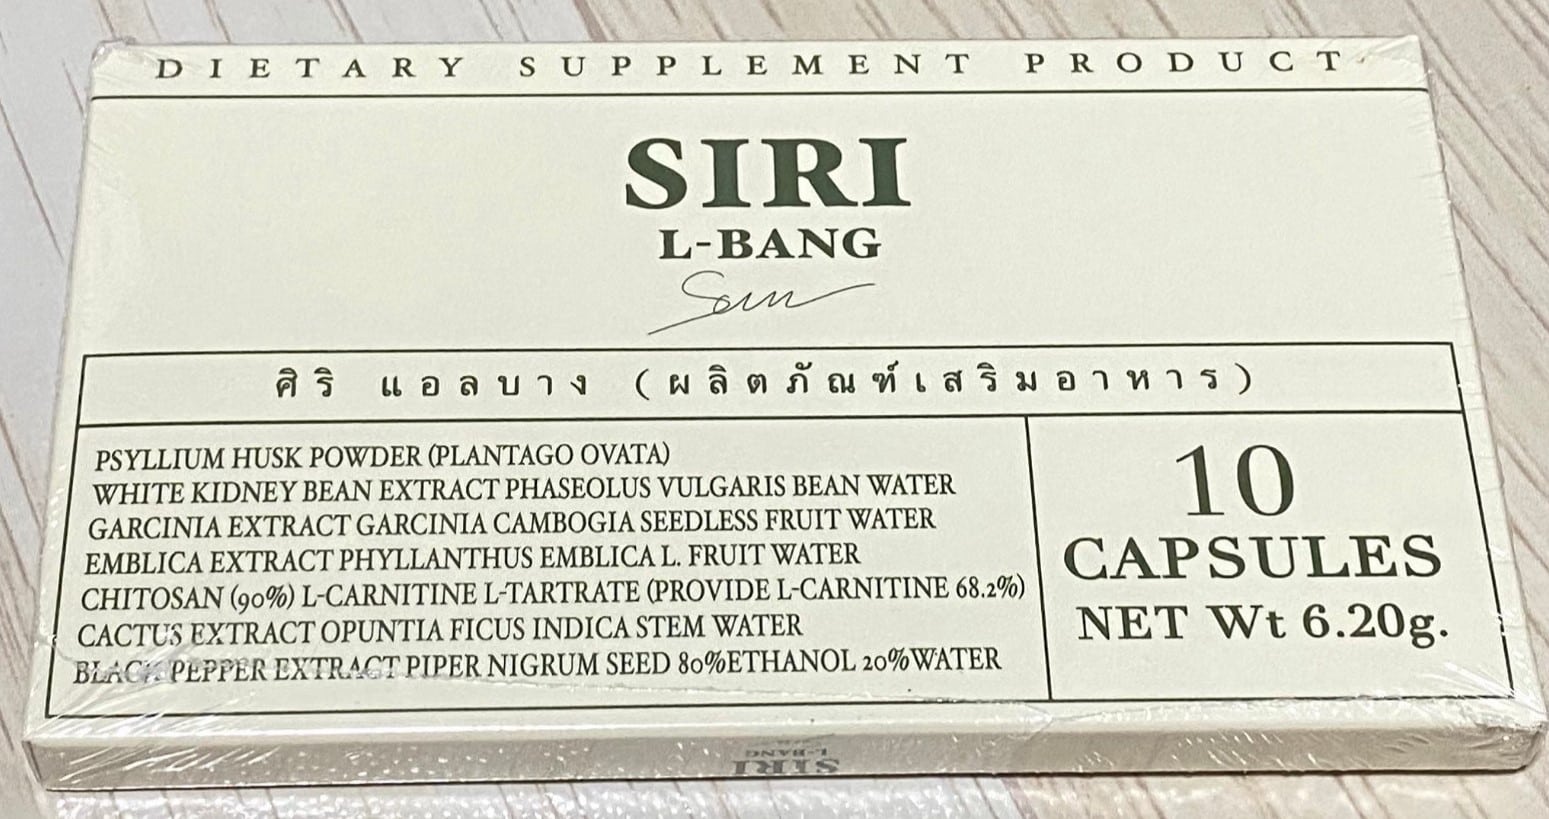 DIETARY SUPPLEMENT PRODUCT
SIRI
L-BANG
ศิริ แอลบาง (ผลิตภัณฑ์เสริมอาหาร)
PSYLLIUM HUSK POWDER (PLANTAGO OVATA)
WHITE KIDNEY BEAN EXTRACT PHASEOLUS VULGARIS BEAN WATER
GARCINIA EXTRACT GARCINIA CAMBOGIA SEEDLESS FRUIT WATER
EMBLICA EXTRACT PHYLLANTHUS EMBLICA L. FRUIT WATER
CHITOSAN (90%) L-CARNITINE L-TARTRATE (PROVIDE L-CARNITINE 68.2%)
CACTUS EXTRACT OPUNTIA FICUS INDICA STEM WATER
BLACK PEPPER EXTRACT PIPER NIGRUM SEED 80%ETHANOL 20%WATER
10
CAPSULES
NET Wt 6.20g.
SIRI
L-BANG